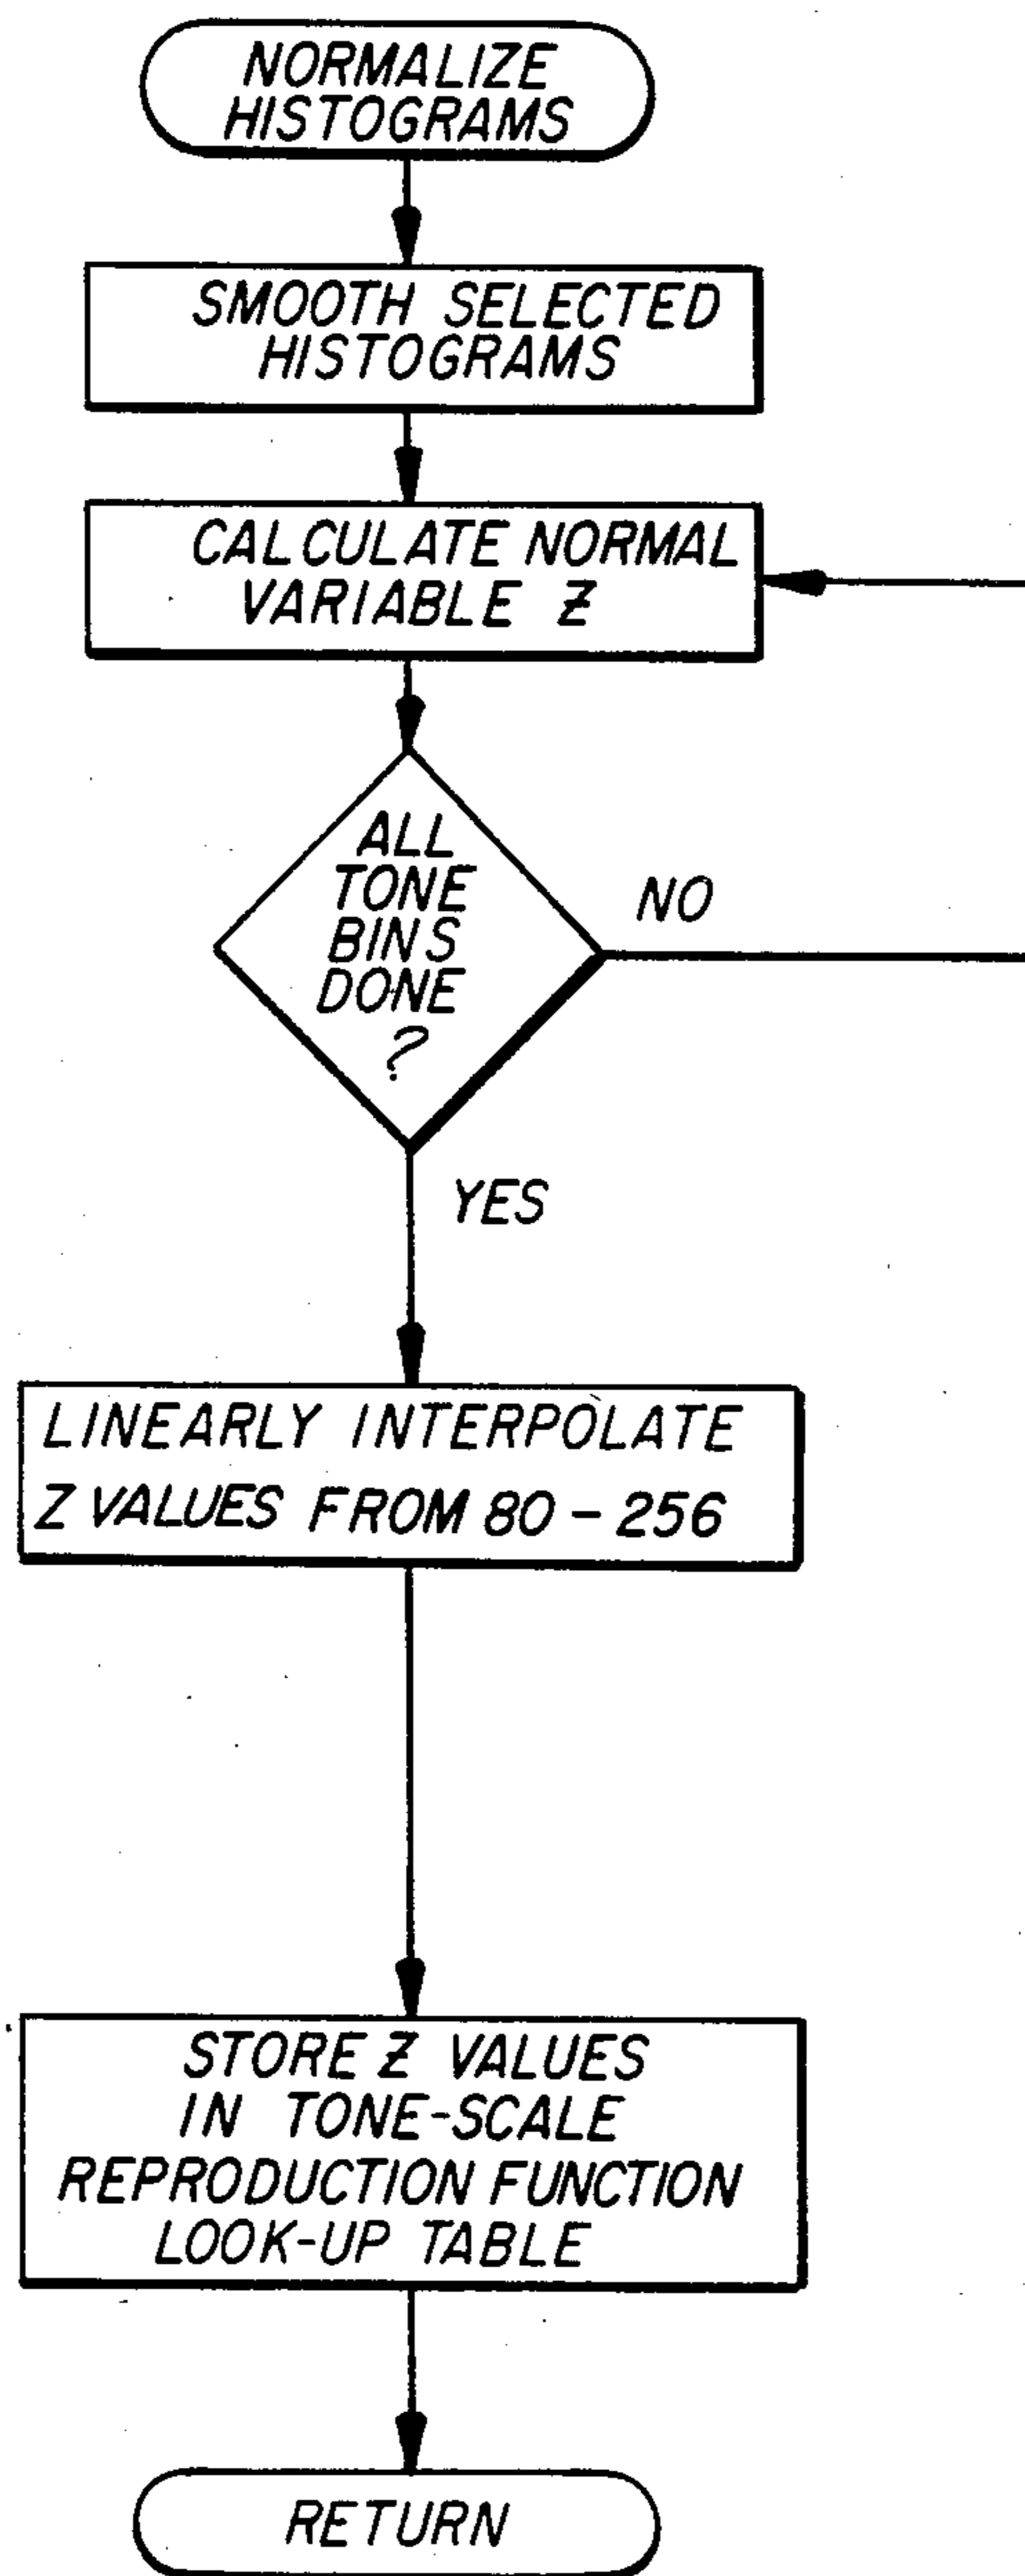 NORMALIZE
HISTOGRAMS
SMOOTH SELECTED
HISTOGRAMS
CALCULATE NORMAL
VARIABLE Z
ALL
TONE
BINS
DONE
?
NO
YES
LINEARLY INTERPOLATE
Z VALUES FROM 80 - 256
STORE Z VALUES
IN TONE-SCALE
REPRODUCTION FUNCTION
LOOK-UP TABLE
RETURN